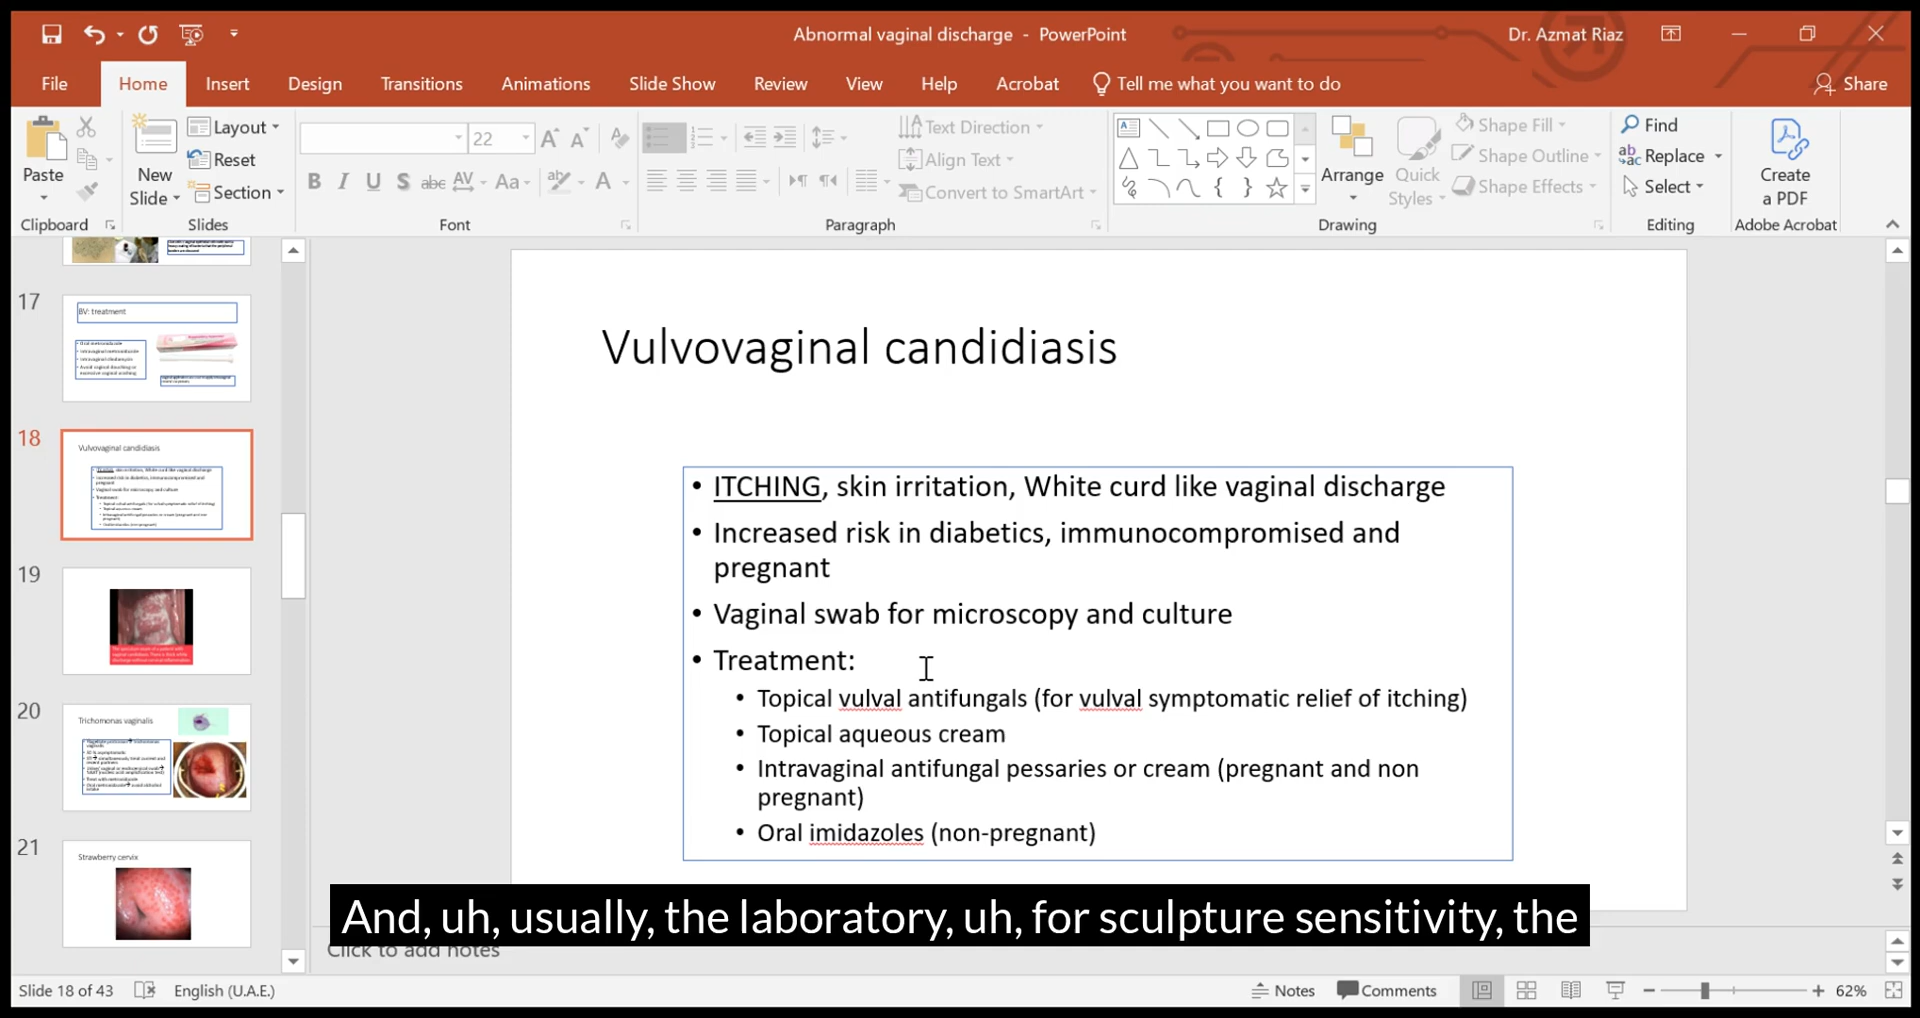 Abnormal vaginal discharge - PowerPoint
Dr. Azmat Riaz
File
Home
Insert
Design
Transitions
Animations
Slide Show
Review
View
Help
Acrobat
Tell me what you want to do
Share
Paste
Clipboard
New
Slide
Layout
Reset
Section
Slides
22
Font
Text Direction
Align Text
Convert to SmartArt
Paragraph
Arrange
Quick
Styles
Shape Fill
Shape Outline
Shape Effects
Drawing
Find
Replace
Select
Editing
Create
a PDF
Adobe Acrobat
17
BV: treatment
18
Vulvovaginal candidiasis
19
20
Trichomonas vaginalis
21
Strawberry cervix
Vulvovaginal candidiasis
• ITCHING, skin irritation, White curd like vaginal discharge
• Increased risk in diabetics, immunocompromised and
pregnant
• Vaginal swab for microscopy and culture
• Treatment:
• Topical vulval antifungals (for vulval symptomatic relief of itching)
• Topical aqueous cream
• Intravaginal antifungal pessaries or cream (pregnant and non
pregnant)
• Oral imidazoles (non-pregnant)
And, uh, usually, the laboratory, uh, for sculpture sensitivity, the
Click to add notes
Slide 18 of 43
English (U.A.E.)
Notes
Comments
62%